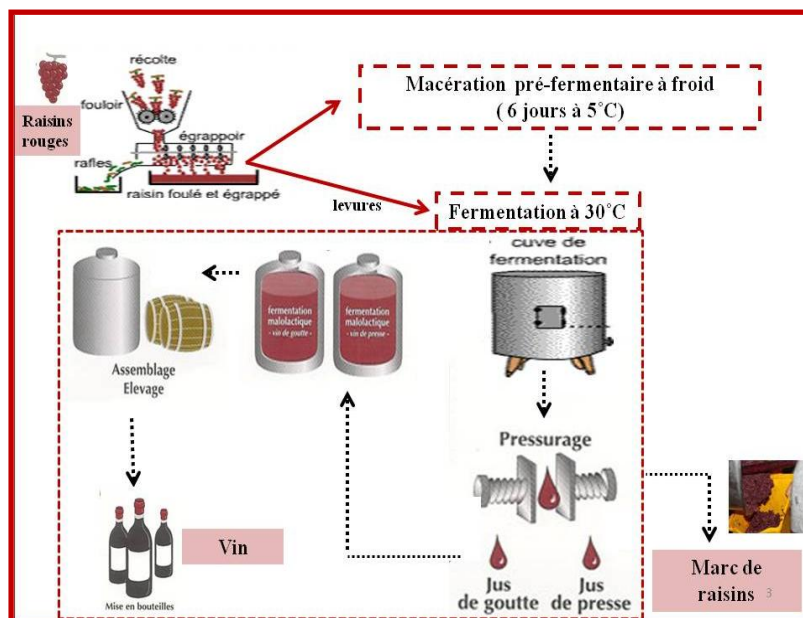 récolte
fouloir
Raisins
rouges
égrappoir
rafles
raisin foulé et égrappé
Macération pré-fermentaire à froid
( 6 jours à 5°C)
levures
Fermentation à 30°C
cuve de
fermentation
fermentation
malolactique
- vin de goutte -
fermentation
malolactique
- vin de presse -
Assemblage
Elevage
Pressurage
Jus
de goutte
Jus
de presse
Vin
Mise en bouteilles
Marc de
raisins
3